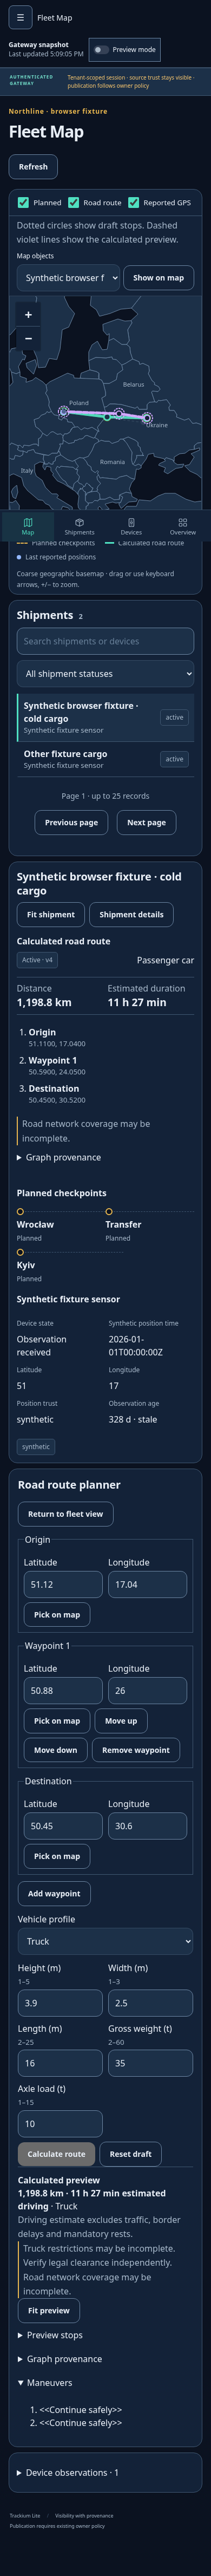 ☰ Fleet Map
Gateway snapshot
Last updated 5:09:05 PM
Preview mode
AUTHENTICATED GATEWAY
Tenant-scoped session · source trust stays visible · publication follows owner policy
Northline · browser fixture
Fleet Map
Refresh
Planned Road route Reported GPS
Dotted circles show draft stops. Dashed
violet lines show the calculated preview.
Map objects
Synthetic browser f
Show on map
+
−
Belarus
Poland
Ukraine
Romania
Italy
Map Shipments Devices Overview
Planned checkpoints Calculated road route
Last reported positions
Coarse geographic basemap · drag or use keyboard
arrows, +/− to zoom.
Shipments 2
Search shipments or devices
All shipment statuses
Synthetic browser fixture ·
cold cargo
Synthetic fixture sensor
active
Other fixture cargo
Synthetic fixture sensor
active
Page 1 · up to 25 records
Previous page Next page
Synthetic browser fixture · cold
cargo
Fit shipment Shipment details
Calculated road route
Active · v4 Passenger car
Distance Estimated duration
1,198.8 km 11 h 27 min
1. Origin
51.1100, 17.0400
2. Waypoint 1
50.5900, 24.0500
3. Destination
50.4500, 30.5200
Road network coverage may be
incomplete.
Graph provenance
Planned checkpoints
Wrocław Transfer
Planned Planned
Kyiv
Planned
Synthetic fixture sensor
Device state Synthetic position time
Observation received
2026-01-01T00:00:00Z
Latitude Longitude
51 17
Position trust Observation age
synthetic 328 d · stale
synthetic
Road route planner
Return to fleet view
Origin
Latitude Longitude
51.12 17.04
Pick on map
Waypoint 1
Latitude Longitude
50.88 26
Pick on map Move up
Move down Remove waypoint
Destination
Latitude Longitude
50.45 30.6
Pick on map
Add waypoint
Vehicle profile
Truck
Height (m) Width (m)
1–5 1–3
3.9 2.5
Length (m) Gross weight (t)
2–25 2–60
16 35
Axle load (t)
1–15
10
Calculate route Reset draft
Calculated preview
1,198.8 km · 11 h 27 min estimated
driving · Truck
Driving estimate excludes traffic, border
delays and mandatory rests.
Truck restrictions may be incomplete.
Verify legal clearance independently.
Road network coverage may be
incomplete.
Fit preview
Preview stops
Graph provenance
Maneuvers
1. <<Continue safely>>
2. <<Continue safely>>
Device observations · 1
Trackium Lite / Visibility with provenance
Publication requires existing owner policy